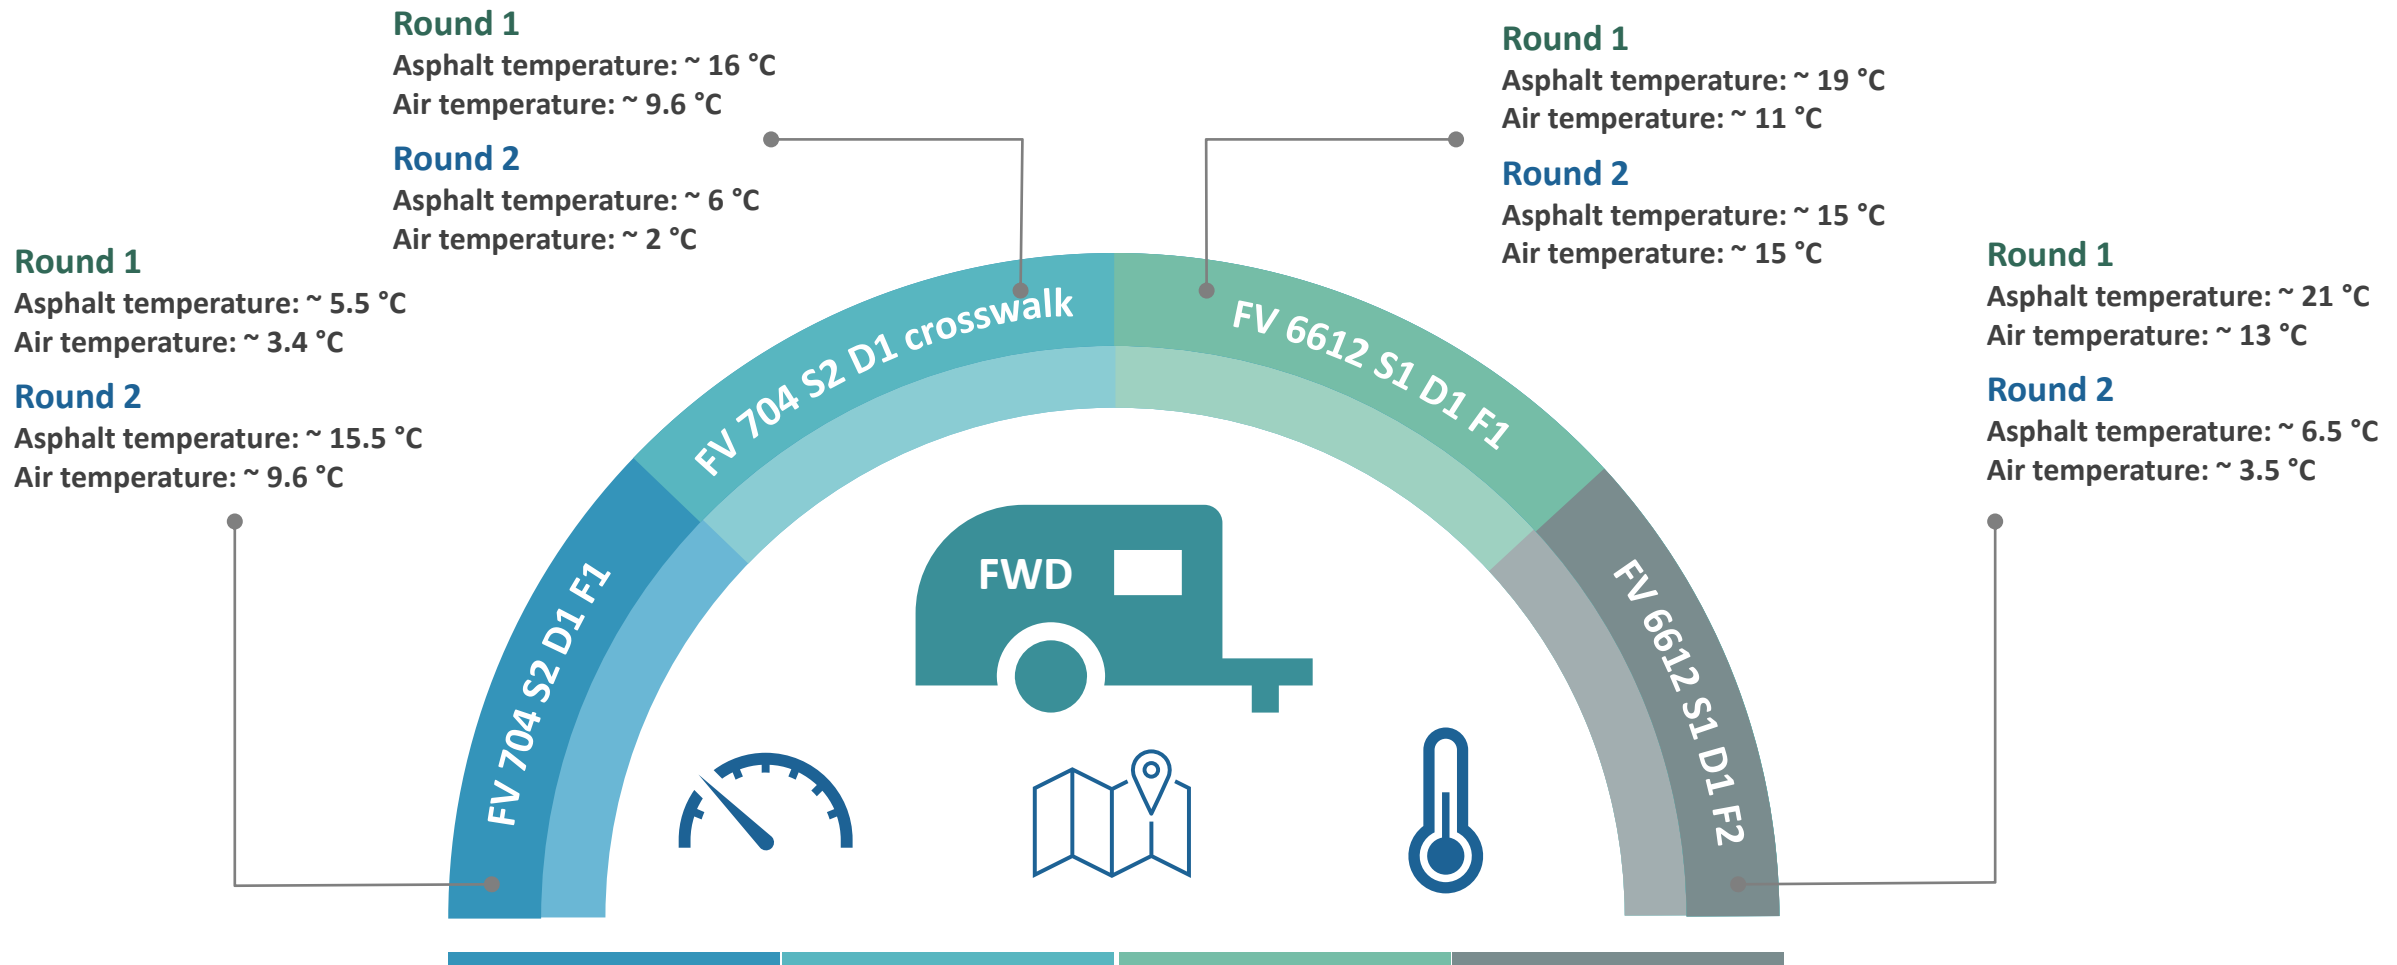 Round 1
Asphalt temperature: ~ 5.5 °C
Air temperature: ~ 3.4 °C
Round 2
Asphalt temperature: ~ 15.5 °C
Air temperature: ~ 9.6 °C
Round 1
Asphalt temperature: ~ 16 °C
Air temperature: ~ 9.6 °C
Round 2
Asphalt temperature: ~ 6 °C
Air temperature: ~ 2 °C
Round 1
Asphalt temperature: ~ 19 °C
Air temperature: ~ 11 °C
Round 2
Asphalt temperature: ~ 15 °C
Air temperature: ~ 15 °C
Round 1
Asphalt temperature: ~ 21 °C
Air temperature: ~ 13 °C
Round 2
Asphalt temperature: ~ 6.5 °C
Air temperature: ~ 3.5 °C
FV 704 S2 D1 F1
FV 704 S2 D1 crosswalk
FV 6612 S1 D1 F1
FV 6612 S1 D1 F2
FWD